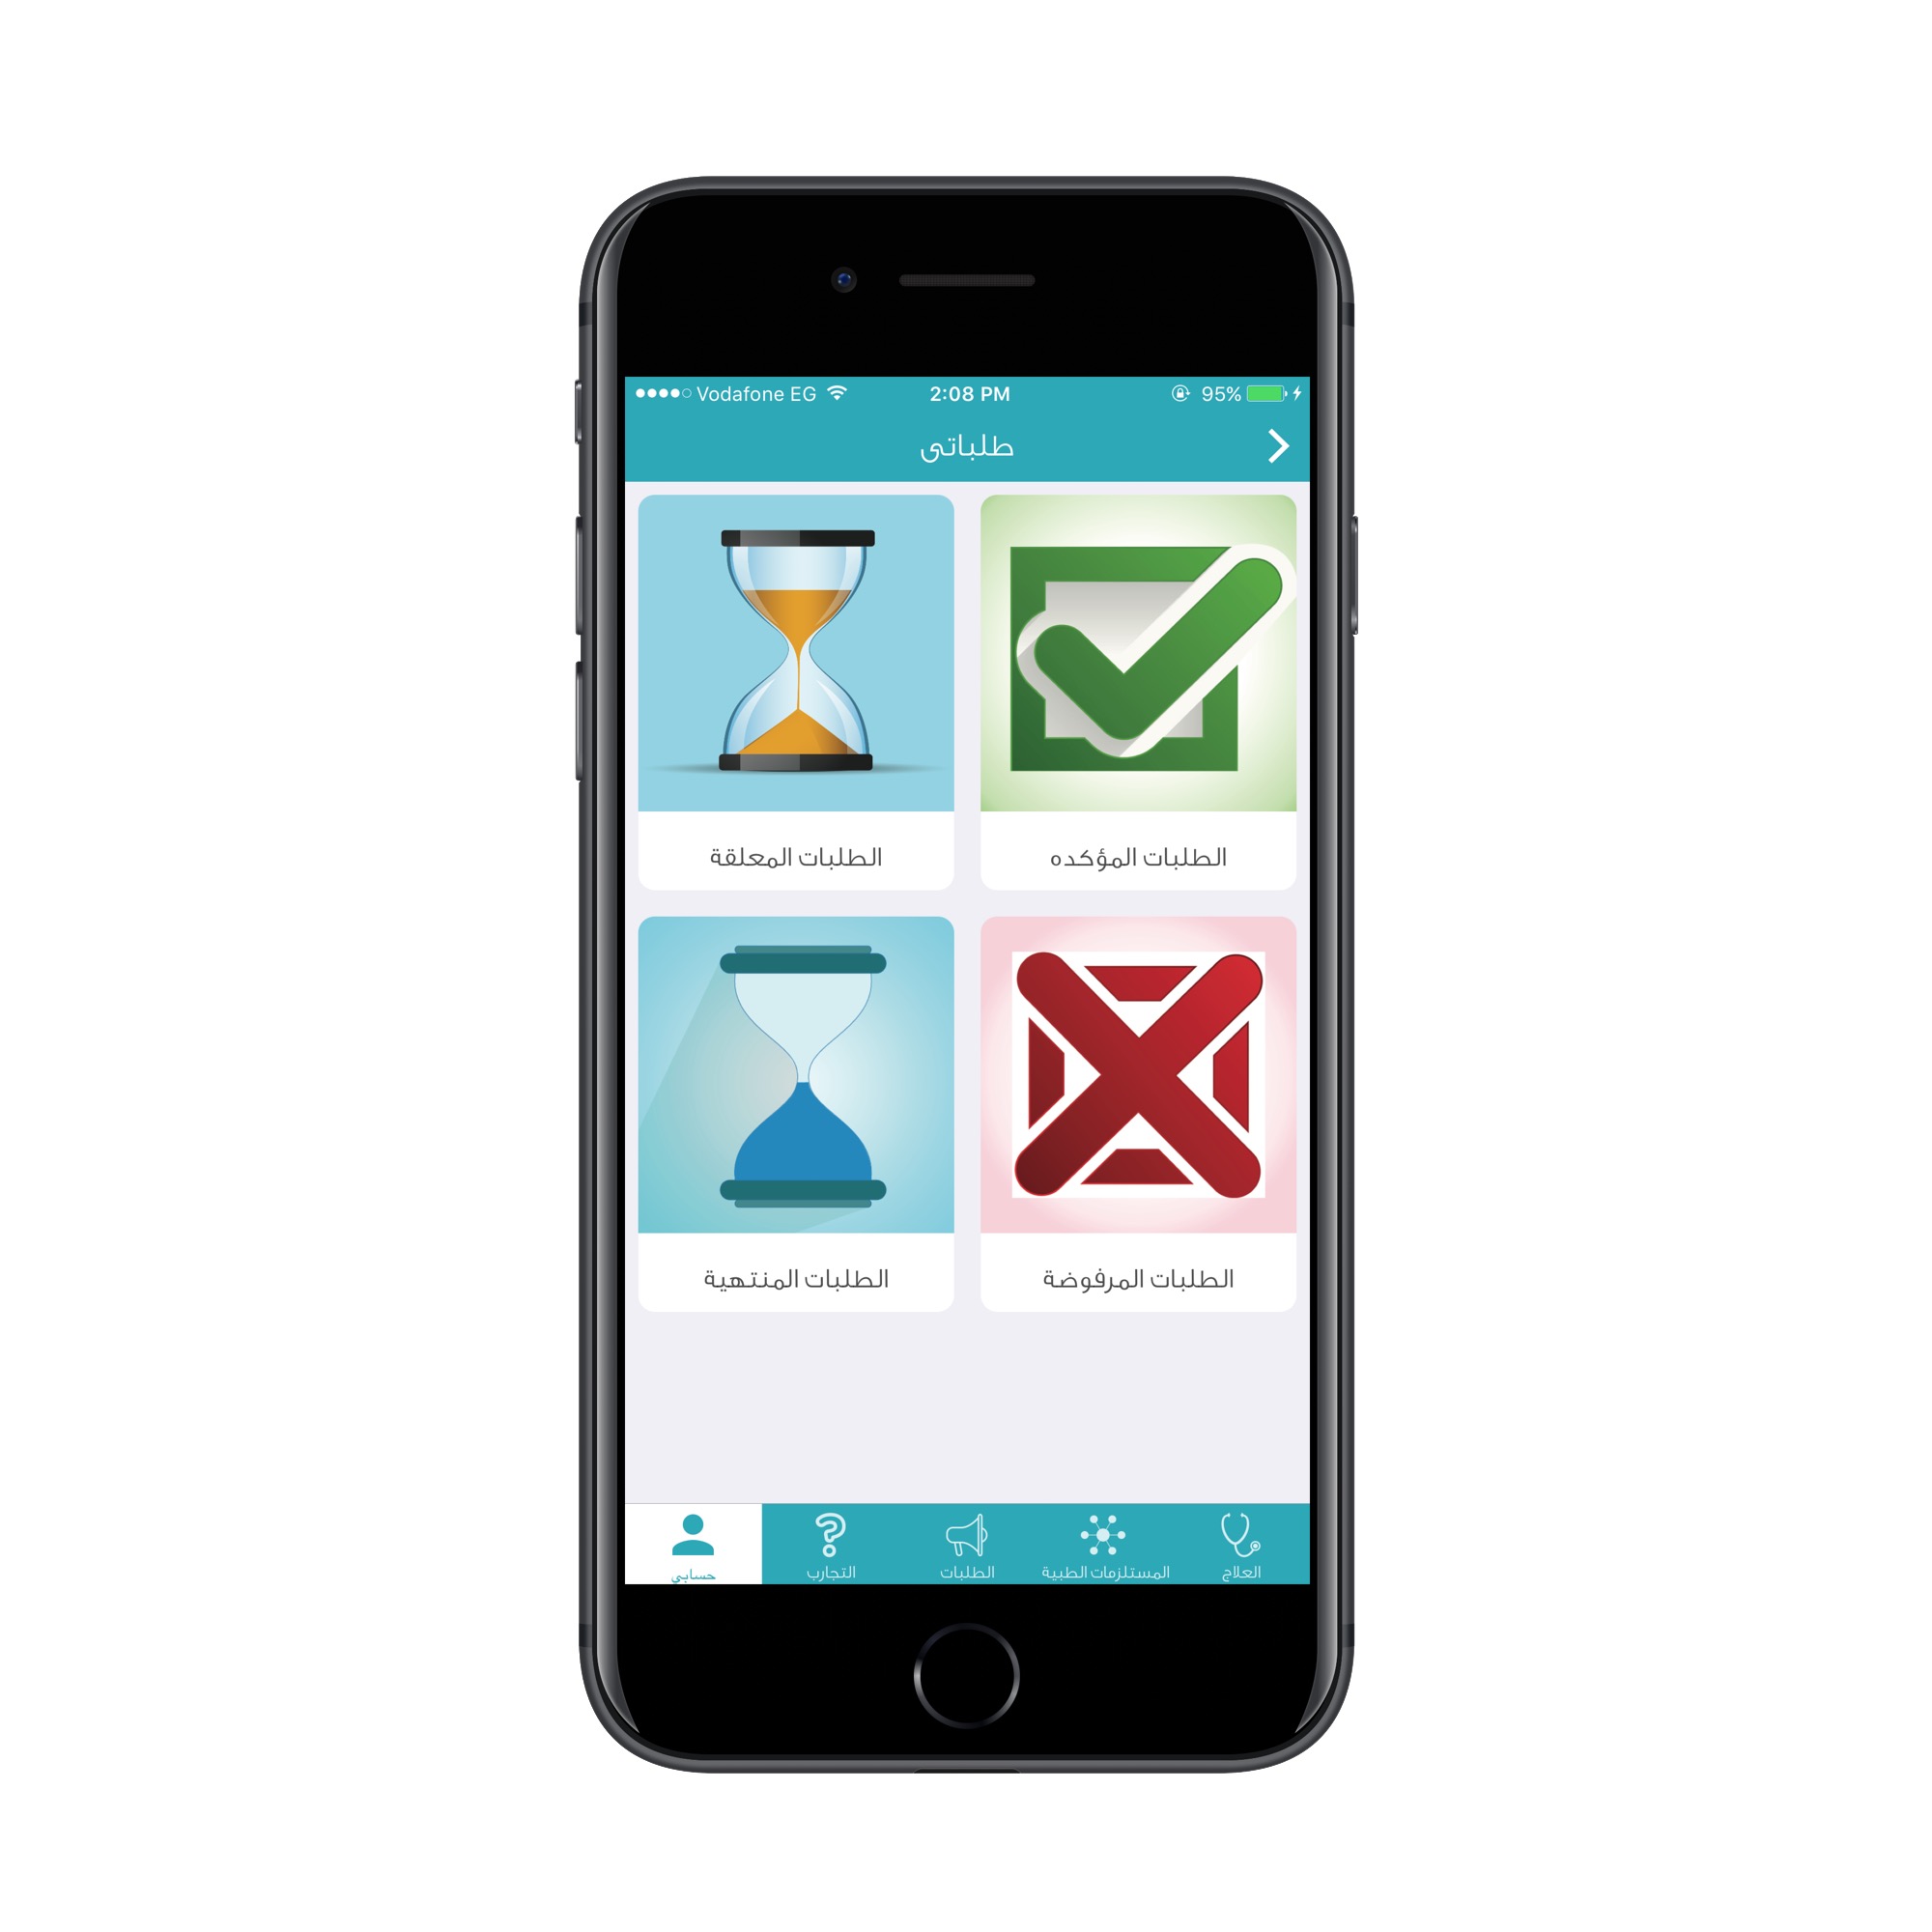 Vodafone EG 2:08 PM 95%
طلباتى
الطلبات المؤكده
الطلبات المعلقة
الطلبات المرفوضة
الطلبات المنتهية
العلاج
المستلزمات الطبية
الطلبات
التجارب
حسابي